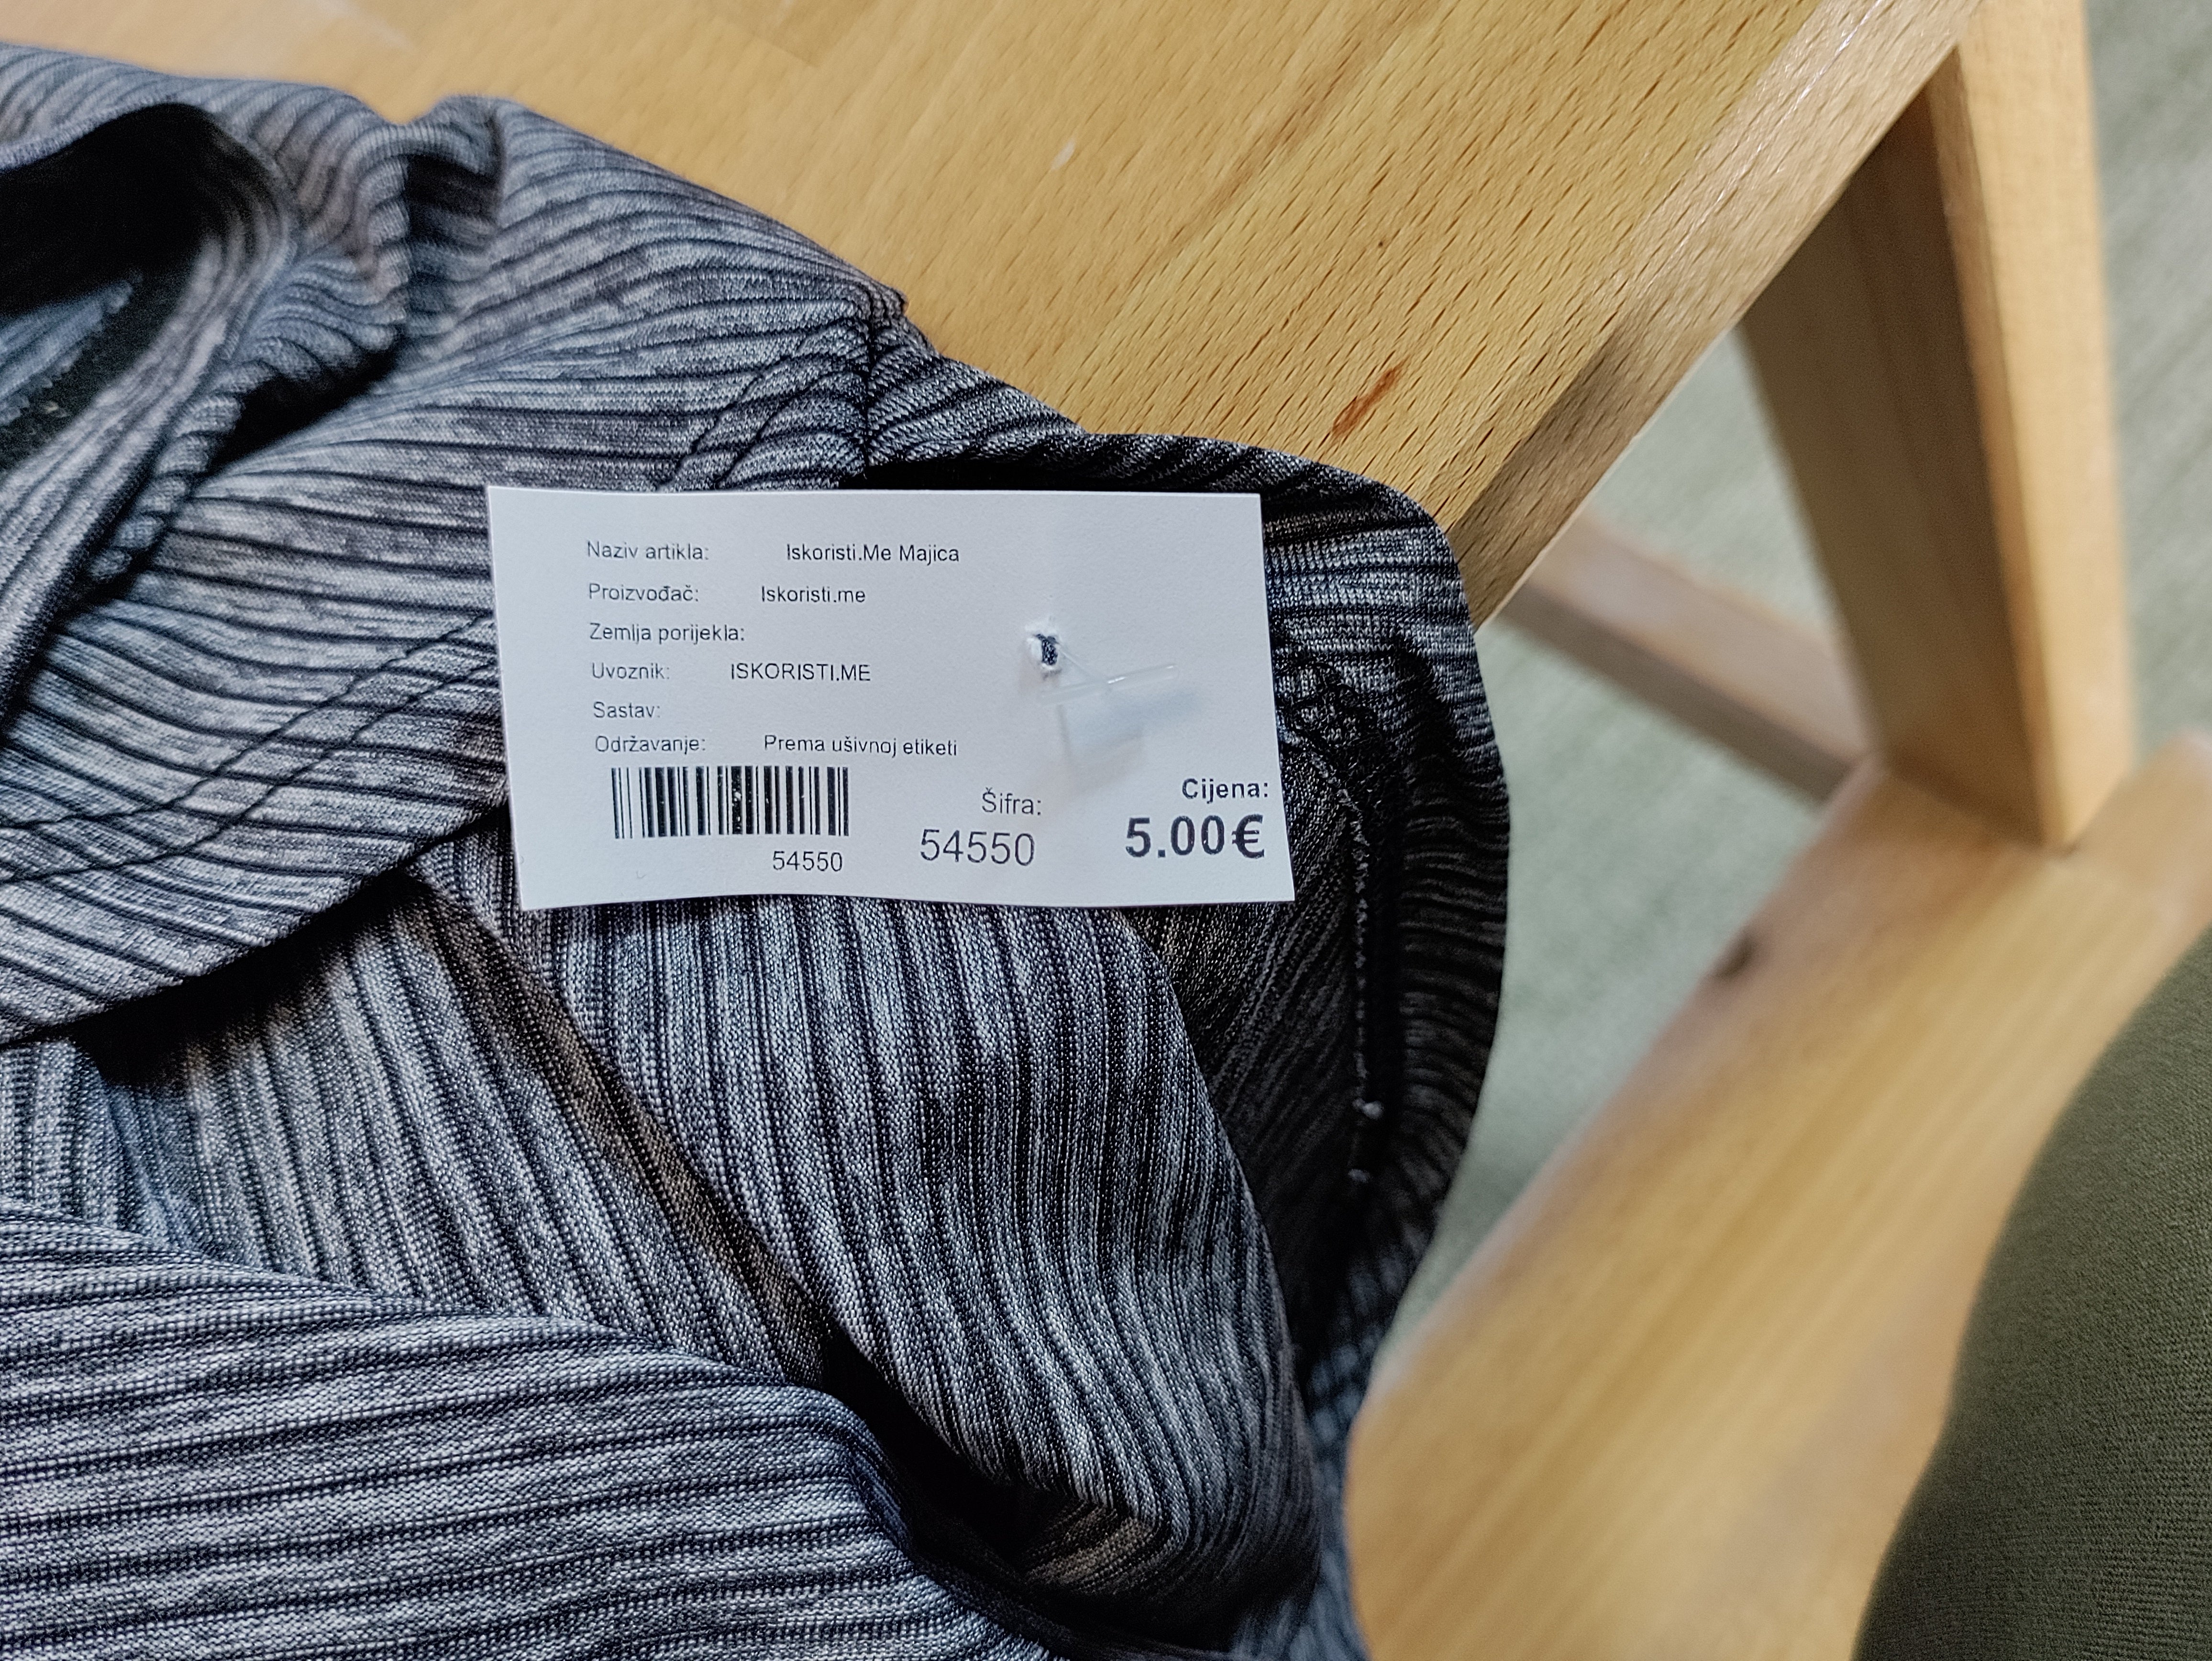 Naziv artikla: Iskoristi.Me Majica
Proizvođač: Iskoristi.me
Zemlja porijekla:
Uvoznik: ISKORISTI.ME
Sastav:
Održavanje: Prema ušivnoj etiketi
54550
Šifra:
54550
Cijena:
5.00€